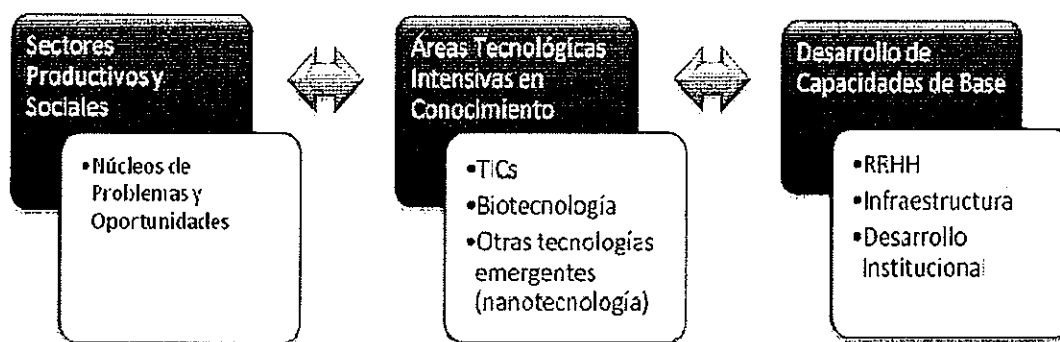 Sectores
Productivos y
Sociales
•Núcleos de
Problemas y
Oportunidades
Áreas Tecnológicas
Intensivas en
Conocimiento
•TICs
•Biotecnología
•Otras tecnologías
emergentes
(nanotecnología)
Desarrollo de
Capacidades de Base
•RRHH
•Infraestructura
•Desarrollo
Institucional